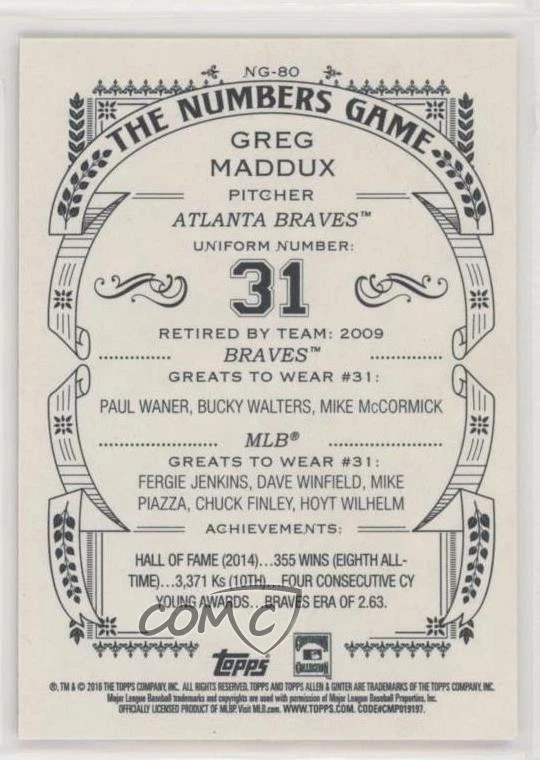 NG-80
THE NUMBERS GAME
GREG
MADDUX
PITCHER
ATLANTA BRAVES™
UNIFORM NUMBER:
31
RETIRED BY TEAM: 2009
BRAVES™
GREATS TO WEAR #31:
PAUL WANER, BUCKY WALTERS, MIKE McCORMICK
MLB®
GREATS TO WEAR #31:
FERGIE JENKINS, DAVE WINFIELD, MIKE
PIAZZA, CHUCK FINLEY, HOYT WILHELM
ACHIEVEMENTS:
HALL OF FAME (2014)...355 WINS (EIGHTH ALL-
TIME)...3,371 Ks (10TH)...FOUR CONSECUTIVE CY
YOUNG AWARDS...BRAVES ERA OF 2.63.
COMC
topps
COOPERSTOWN
COLLECTION
®, TM & © 2016 THE TOPPS COMPANY, INC. ALL RIGHTS RESERVED. TOPPS AND TOPPS ALLEN & GINTER ARE TRADEMARKS OF THE TOPPS COMPANY, INC.
Major League Baseball trademarks and copyrights are used with permission of Major League Baseball Properties, Inc.
OFFICIALLY LICENSED PRODUCT OF MLBP. Visit MLB.com. WWW.TOPPS.COM. CODE#CMP019197.